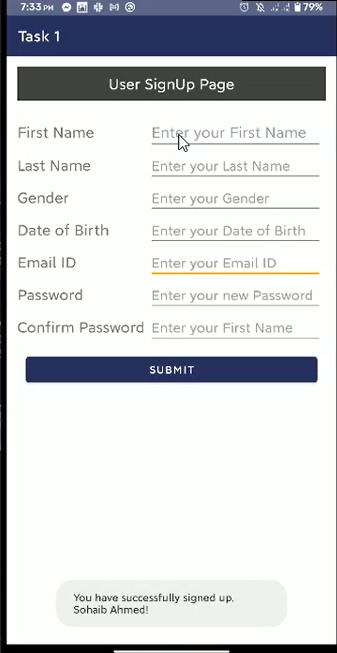 7:33 PM 79%
Task 1
User SignUp Page
First Name Enter your First Name
Last Name Enter your Last Name
Gender Enter your Gender
Date of Birth Enter your Date of Birth
Email ID Enter your Email ID
Password Enter your new Password
Confirm Password Enter your First Name
SUBMIT
You have successfully signed up,
Sohaib Ahmed!